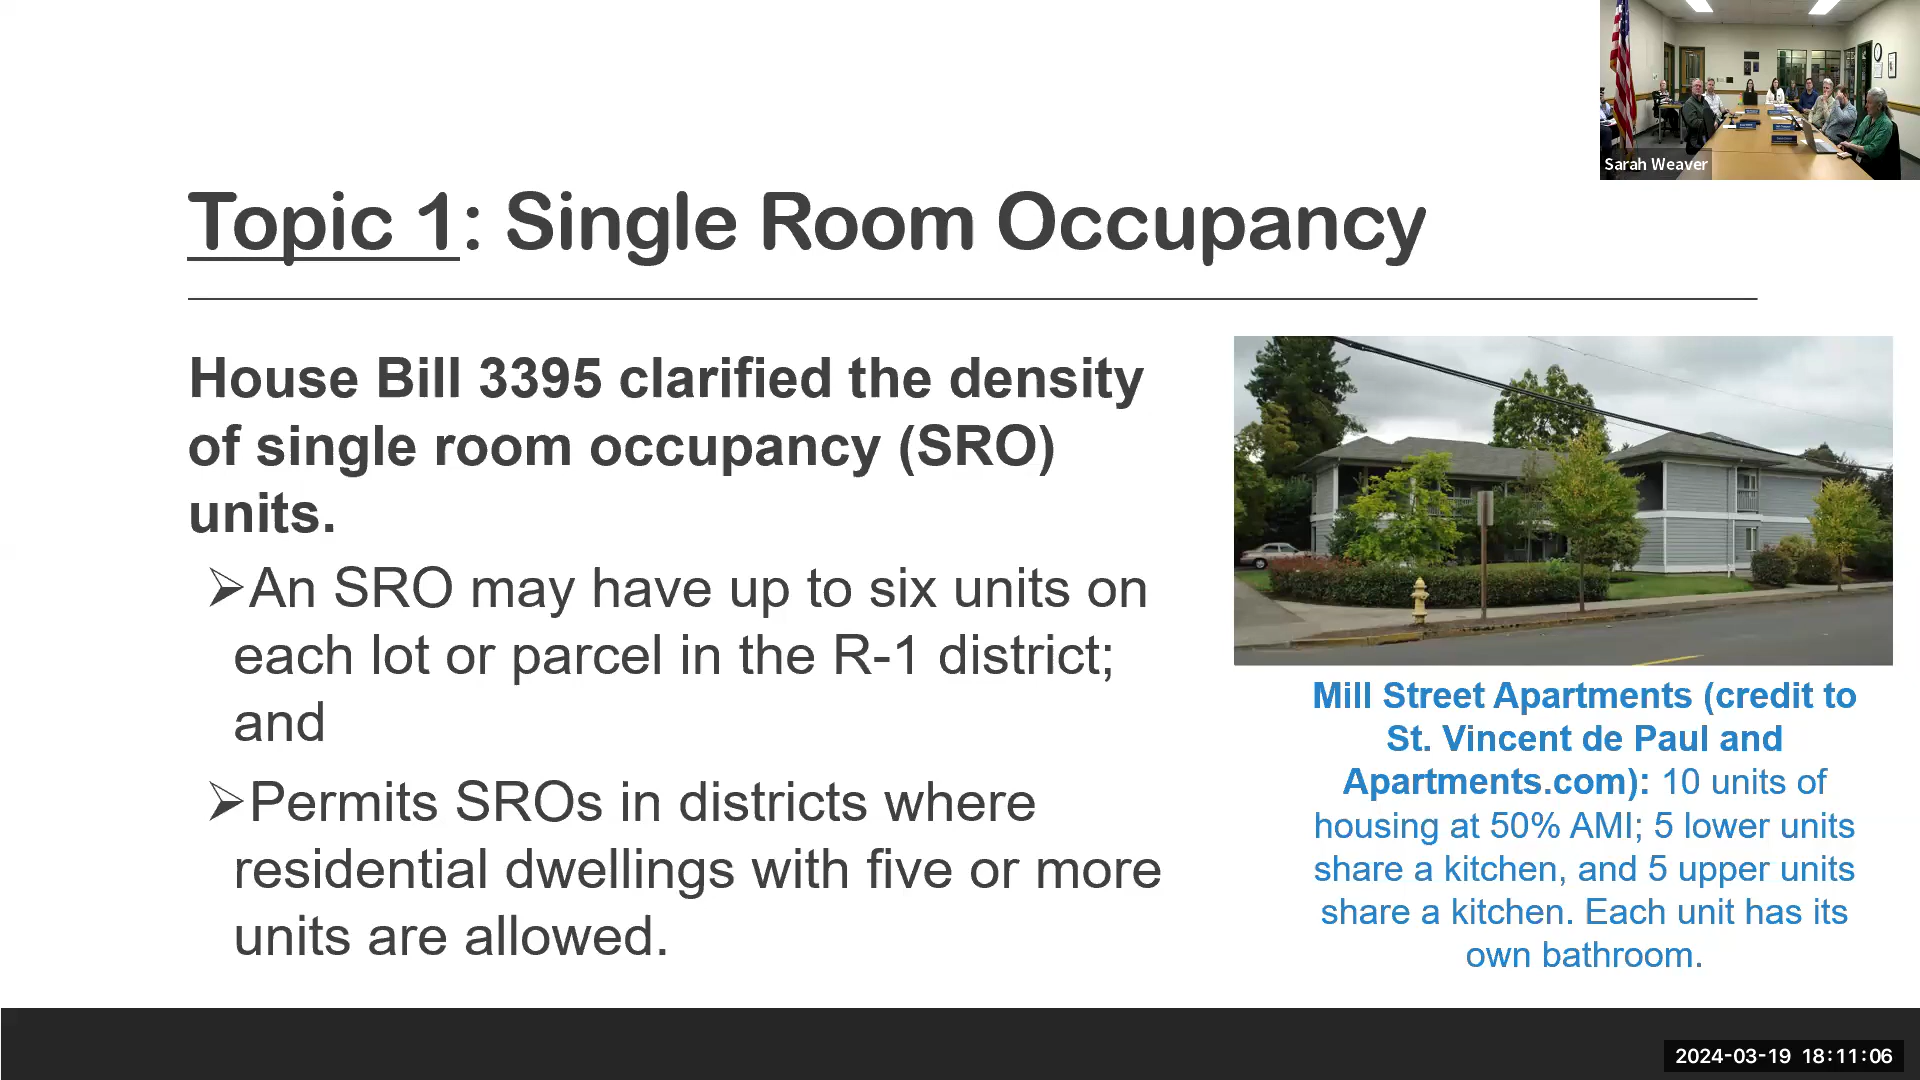 Sarah Weaver
Topic 1: Single Room Occupancy
House Bill 3395 clarified the density
of single room occupancy (SRO)
units.
➢An SRO may have up to six units on
each lot or parcel in the R-1 district;
and
➢Permits SROs in districts where
residential dwellings with five or more
units are allowed.
Mill Street Apartments (credit to
St. Vincent de Paul and
Apartments.com): 10 units of
housing at 50% AMI; 5 lower units
share a kitchen, and 5 upper units
share a kitchen. Each unit has its
own bathroom.
2024-03-19 18:11:06